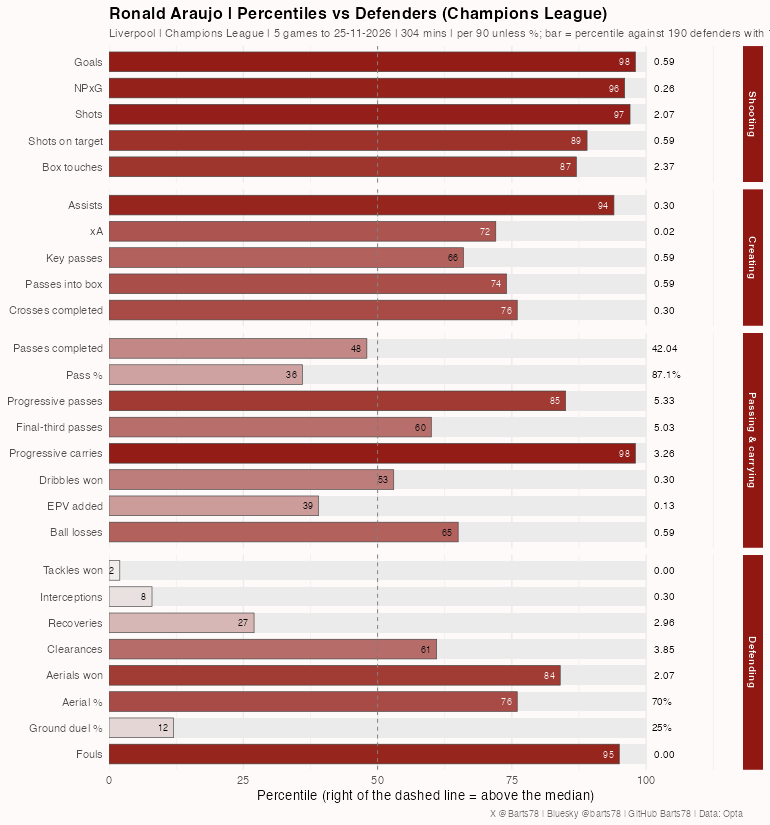 Ronald Araujo | Percentiles vs Defenders (Champions League)
Liverpool | Champions League | 5 games to 25-11-2026 | 304 mins | per 90 unless %; bar = percentile against 190 defenders with
Goals 98 0.59
NPxG 96 0.26
Shots 97 2.07
Shots on target 89 0.59
Box touches 87 2.37
Shooting
Assists 94 0.30
xA 72 0.02
Key passes 66 0.59
Passes into box 74 0.59
Crosses completed 76 0.30
Creating
Passes completed 48 42.04
Pass % 36 87.1%
Progressive passes 85 5.33
Final-third passes 60 5.03
Progressive carries 98 3.26
Dribbles won 53 0.30
EPV added 39 0.13
Ball losses 65 0.59
Passing & carrying
Tackles won 2 0.00
Interceptions 8 0.30
Recoveries 27 2.96
Clearances 61 3.85
Aerials won 84 2.07
Aerial % 76 70%
Ground duel % 12 25%
Fouls 95 0.00
Defending
0 25 50 75 100
Percentile (right of the dashed line = above the median)
X @Barts78 | Bluesky @barts78 | GitHub Barts78 | Data: Opta